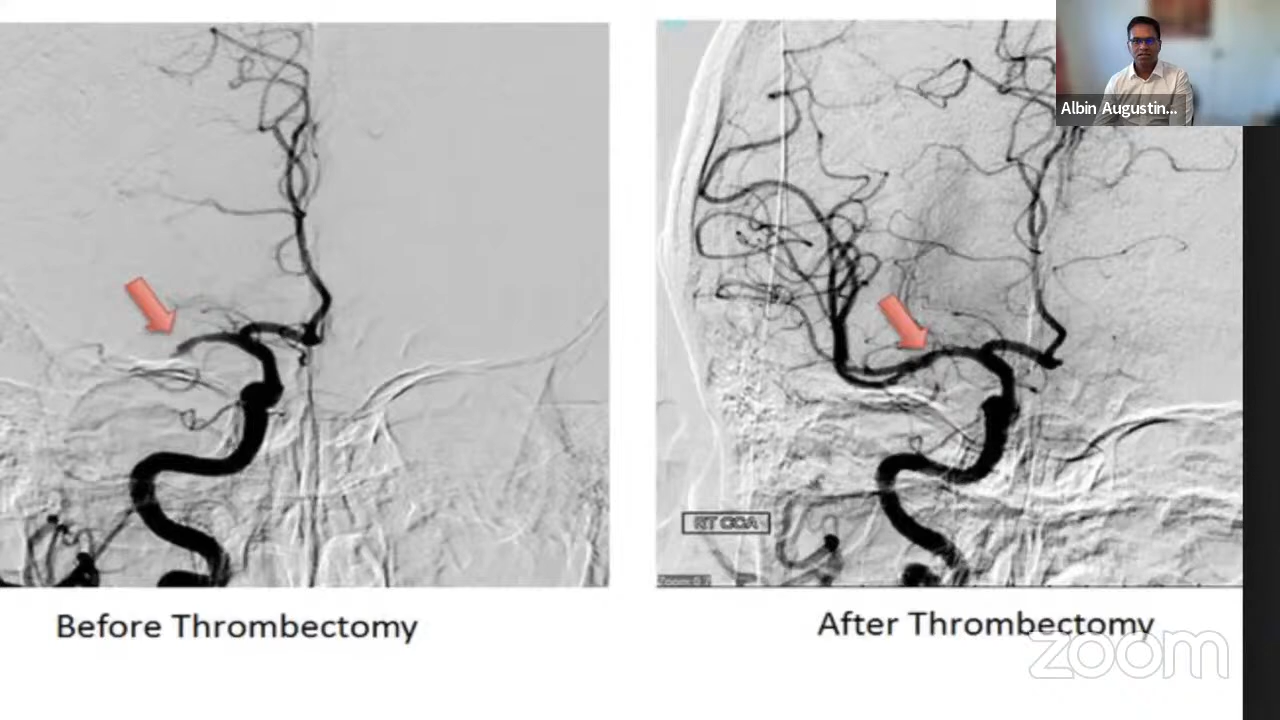 Albin Augustin...
RT CCA
Before Thrombectomy
After Thrombectomy
zoom